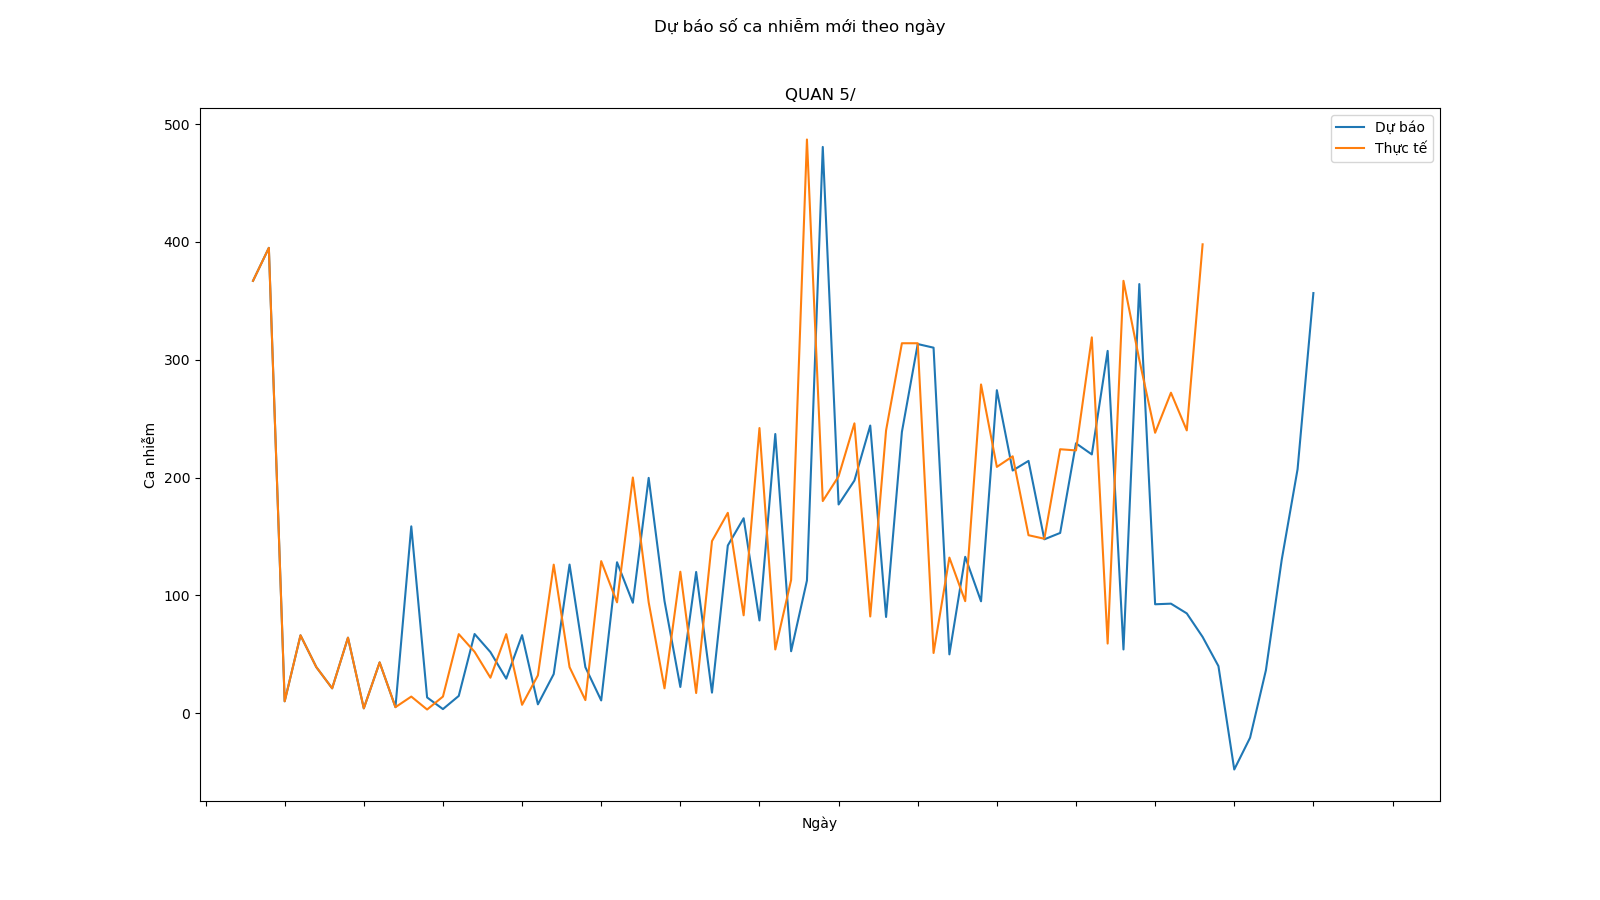 Dự báo số ca nhiễm mới theo ngày
QUAN 5/
Dự báo
Thực tế
500
400
300
200
100
0
Ca nhiễm
Ngày